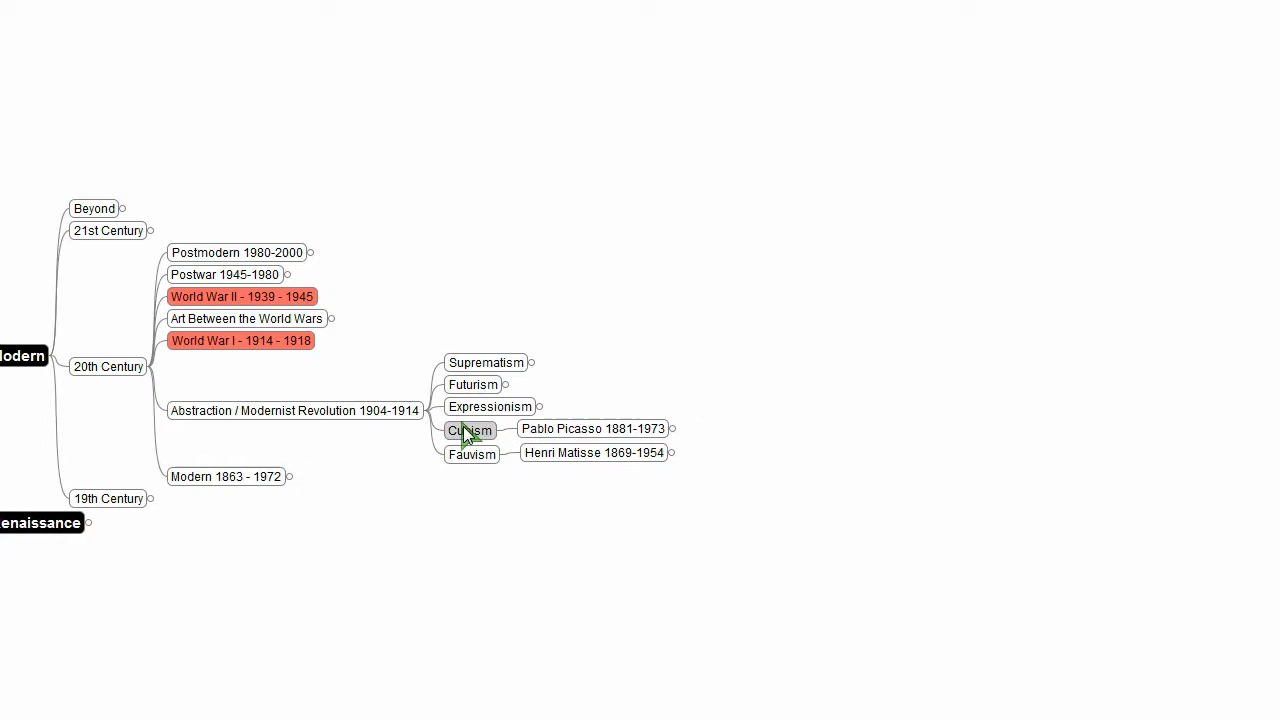 Beyond
21st Century
Postmodern 1980-2000
Postwar 1945-1980
World War II - 1939 - 1945
Art Between the World Wars
World War I - 1914 - 1918
odern
20th Century
Suprematism
Futurism
Expressionism
Abstraction / Modernist Revolution 1904-1914
Cubism
Pablo Picasso 1881-1973
Fauvism
Henri Matisse 1869-1954
Modern 1863 - 1972
19th Century
enaissance